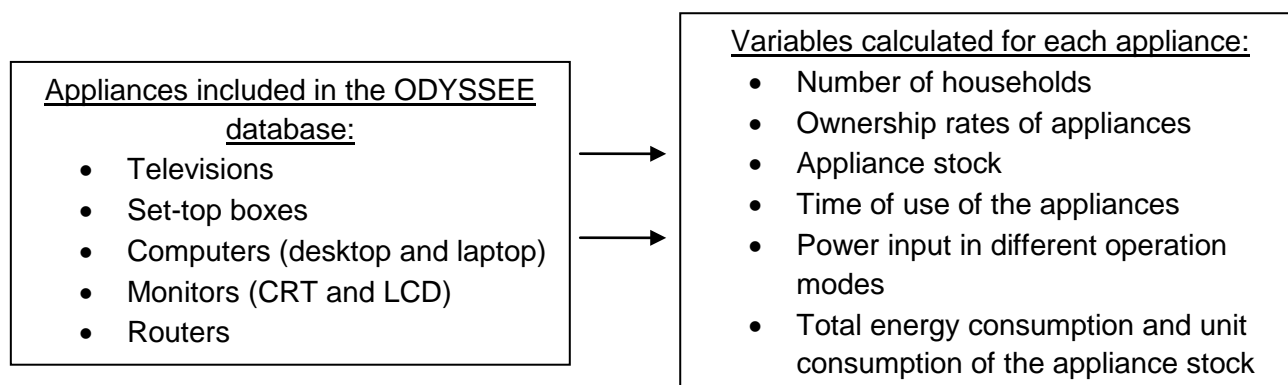 Appliances included in the ODYSSEE
database:
• Televisions
• Set-top boxes
• Computers (desktop and laptop)
• Monitors (CRT and LCD)
• Routers
Variables calculated for each appliance:
• Number of households
• Ownership rates of appliances
• Appliance stock
• Time of use of the appliances
• Power input in different operation
modes
• Total energy consumption and unit
consumption of the appliance stock